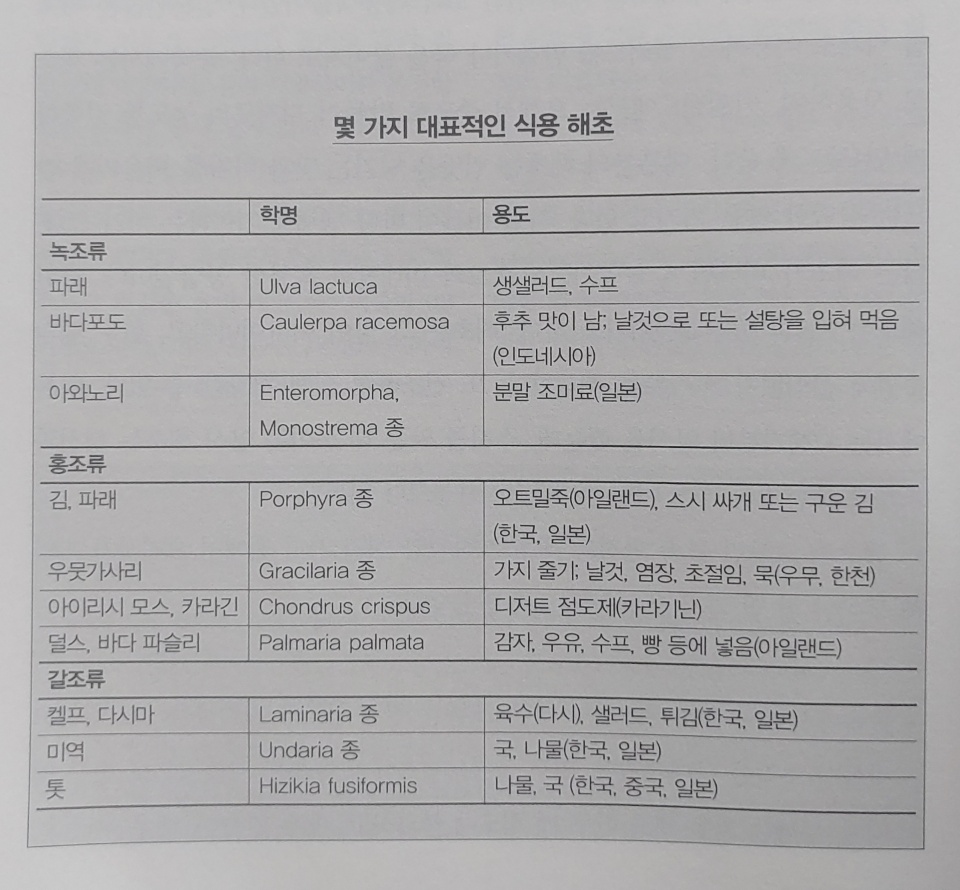 몇 가지 대표적인 식용 해초
학명 용도
녹조류
파래 Ulva lactuca 생샐러드, 수프
바다포도 Caulerpa racemosa 후추 맛이 남; 날것으로 또는 설탕을 입혀 먹음
(인도네시아)
아와노리 Enteromorpha, 분말 조미료(일본)
Monostrema 종
홍조류
김, 파래 Porphyra 종 오트밀죽(아일랜드), 스시 싸개 또는 구운 김
(한국, 일본)
우뭇가사리 Gracilaria 종 가지 줄기; 날것, 염장, 초절임, 묵(우무, 한천)
아이리시 모스, 카라긴 Chondrus crispus 디저트 점도제(카라기닌)
덜스, 바다 파슬리 Palmaria palmata 감자, 우유, 수프, 빵 등에 넣음(아일랜드)
갈조류
켈프, 다시마 Laminaria 종 육수(다시), 샐러드, 튀김(한국, 일본)
미역 Undaria 종 국, 나물(한국, 일본)
톳 Hizikia fusiformis 나물, 국 (한국, 중국, 일본)